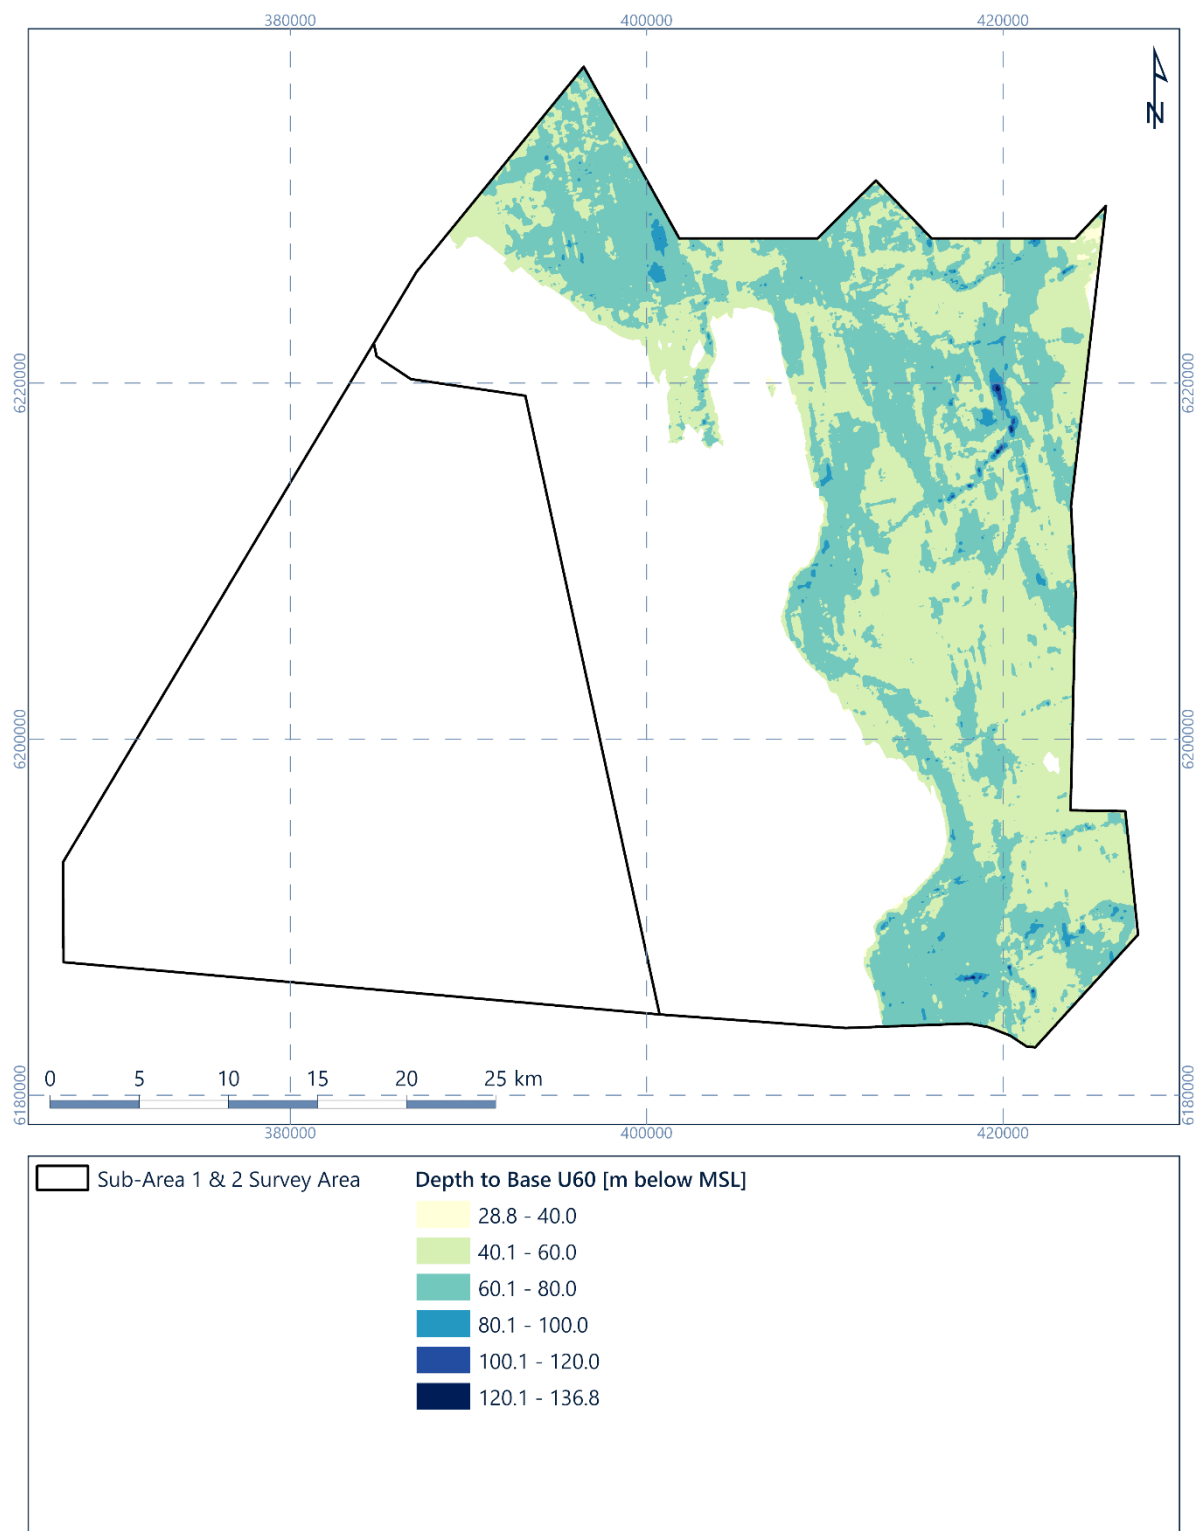 380000 400000 420000
N
6220000 6220000
6200000 6200000
0 5 10 15 20 25 km
6180000 6180000
380000 400000 420000
Sub-Area 1 & 2 Survey Area
Depth to Base U60 [m below MSL]
28.8 - 40.0
40.1 - 60.0
60.1 - 80.0
80.1 - 100.0
100.1 - 120.0
120.1 - 136.8